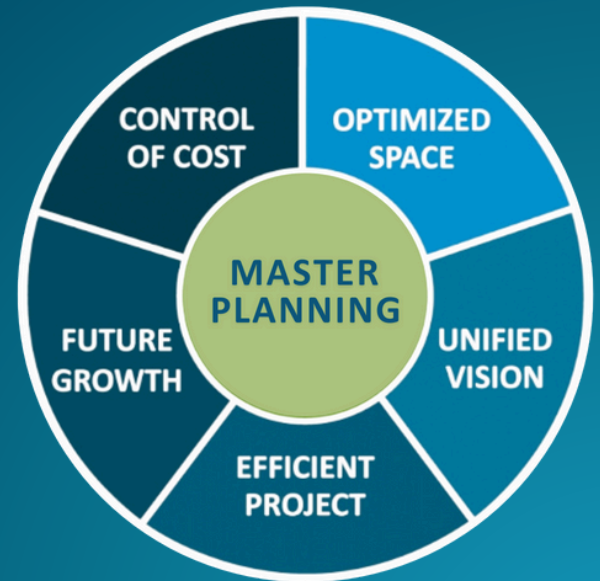 CONTROL
OF COST
OPTIMIZED
SPACE
MASTER
PLANNING
FUTURE
GROWTH
UNIFIED
VISION
EFFICIENT
PROJECT